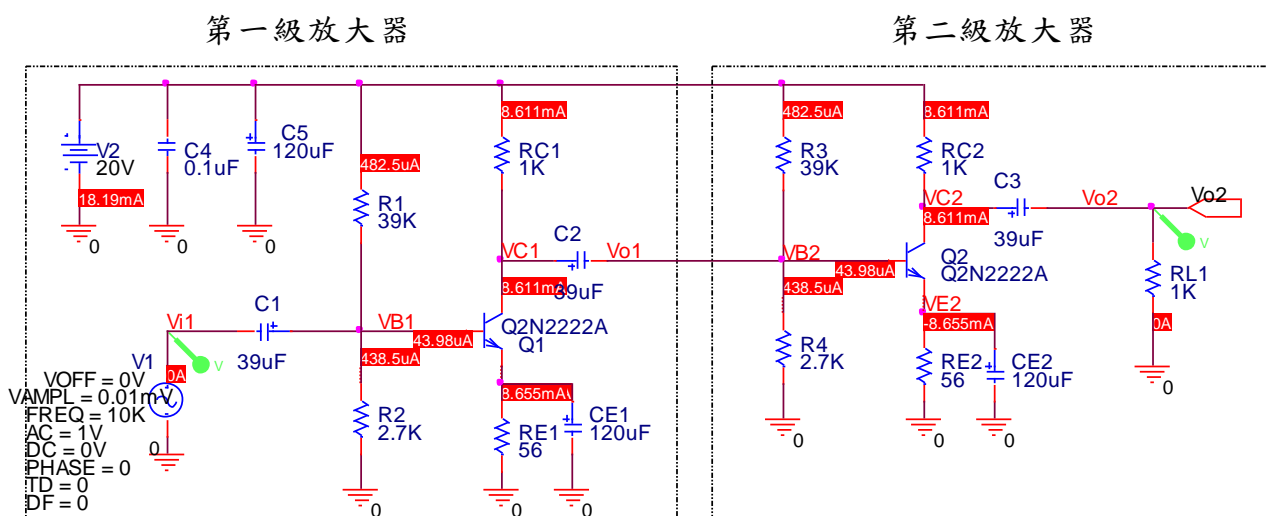 第一級放大器
第二級放大器
8.611mA
482.5uA
8.611mA
V2
20V
18.19mA
0
C4
0.1uF
0
C5
120uF
0
482.5uA
R1
39K
RC1
1K
R3
39K
RC2
1K
C3
39uF
VC2
8.611mA
Vo2
Vo2
VC1
8.611mA
C2
39uF
Vo1
VB2
43.98uA
438.5uA
Q2
Q2N2222A
VE2
-8.655mA
RL1
1K
0A
0
Vi1
C1
39uF
VB1
43.98uA
438.5uA
Q2N2222A
Q1
8.655mA
V1
0A
VOFF = 0V
VAMPL = 0.01mV
FREQ = 10K
AC = 1V
DC = 0V
PHASE = 0
TD = 0
DF = 0
0
R2
2.7K
0
RE1
56
0
CE1
120uF
0
R4
2.7K
0
RE2
56
0
CE2
120uF
0
V
V